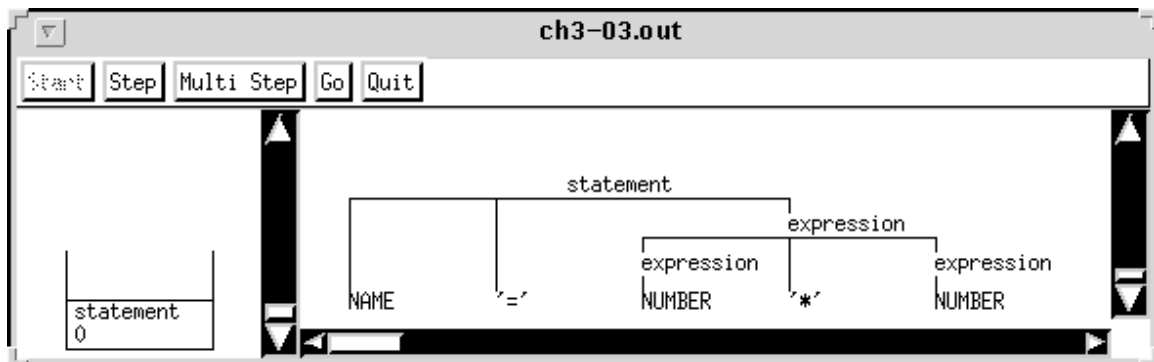 ch3-03.out
Start Step Multi Step Go Quit
statement
expression
expression expression
NAME '=' NUMBER '*' NUMBER
statement
0